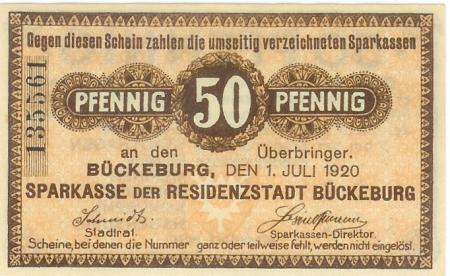 Gegen diesen Schein zahlen die umseitig verzeichneten Sparkassen
135561
PFENNIG 50 PFENNIG
an den Überbringer.
BÜCKEBURG, DEN 1. JULI 1920
SPARKASSE DER RESIDENZSTADT BÜCKEBURG
Schmidt.
Stadtrat. Sparkassen-Direktor.
Scheine, bei denen die Nummer ganz oder teilweise fehlt, werden nicht eingelöst.